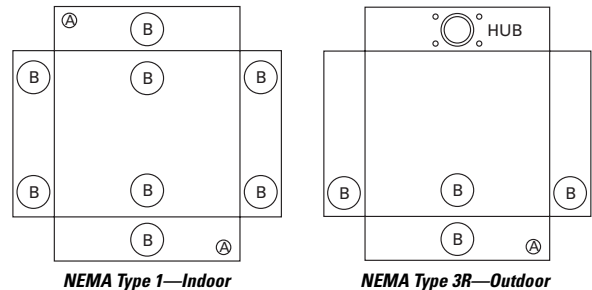 A B HUB
B B B
B B B B B B
B A B A
NEMA Type 1—Indoor NEMA Type 3R—Outdoor